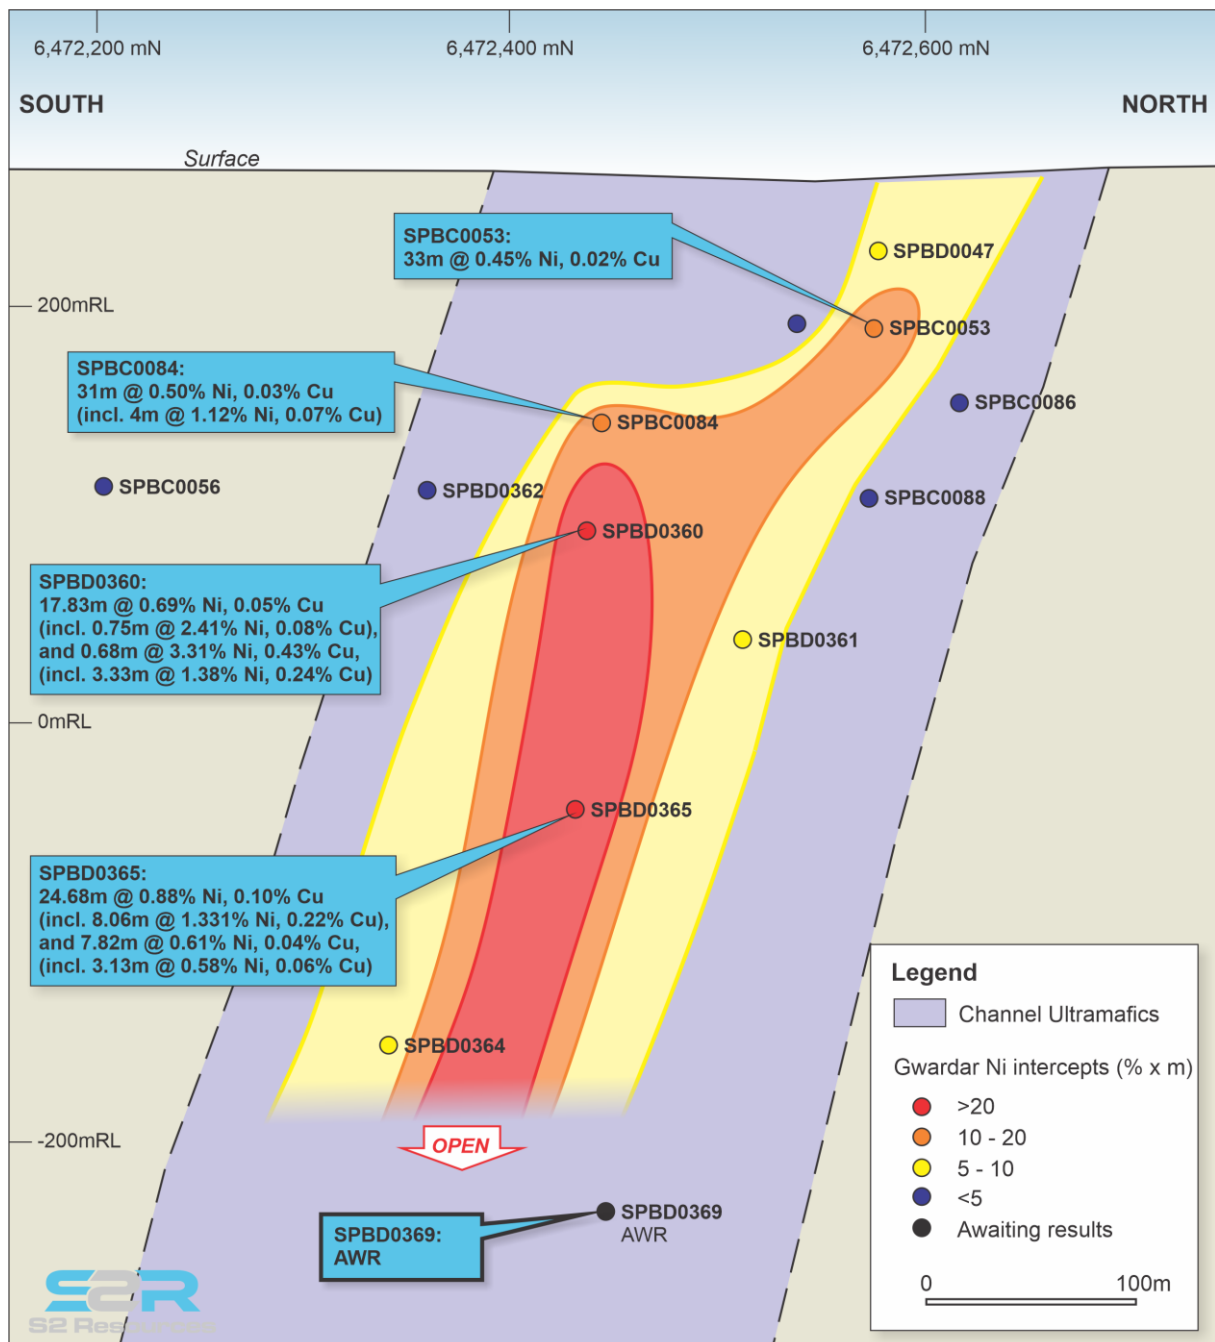 6,472,200 mN
6,472,400 mN
6,472,600 mN
SOUTH
NORTH
Surface
SPBC0053:
33m @ 0.45% Ni, 0.02% Cu
SPBD0047
200mRL
SPBC0053
SPBC0084:
31m @ 0.50% Ni, 0.03% Cu
(incl. 4m @ 1.12% Ni, 0.07% Cu)
SPBC0086
SPBC0084
SPBC0056
SPBD0362
SPBC0088
SPBD0360
SPBD0360:
17.83m @ 0.69% Ni, 0.05% Cu
(incl. 0.75m @ 2.41% Ni, 0.08% Cu),
and 0.68m @ 3.31% Ni, 0.43% Cu,
(incl. 3.33m @ 1.38% Ni, 0.24% Cu)
SPBD0361
0mRL
SPBD0365
SPBD0365:
24.68m @ 0.88% Ni, 0.10% Cu
(incl. 8.06m @ 1.331% Ni, 0.22% Cu),
and 7.82m @ 0.61% Ni, 0.04% Cu,
(incl. 3.13m @ 0.58% Ni, 0.06% Cu)
SPBD0364
-200mRL
OPEN
SPBD0369
AWR
SPBD0369:
AWR
Legend
Channel Ultramafics
Gwardar Ni intercepts (% x m)
>20
10 - 20
5 - 10
<5
Awaiting results
0
100m
S2R
S2 Resources